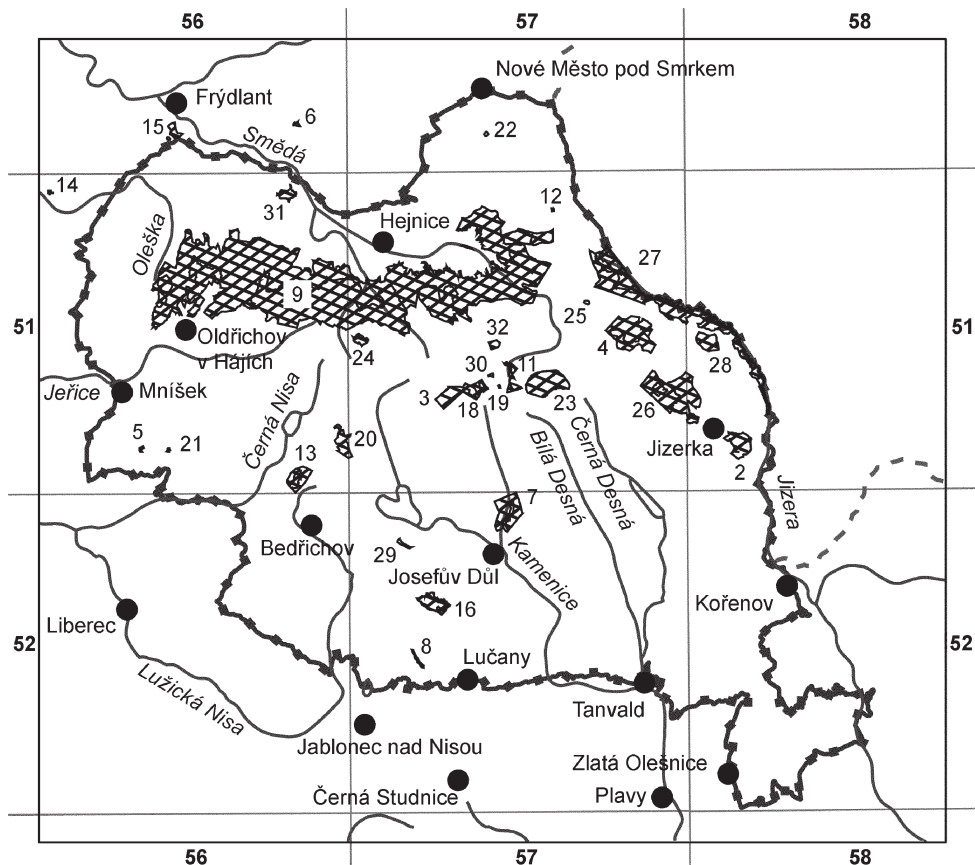 56 57 58
Nové Město pod Smrkem
Frýdlant
6
15
22
Smědá
14
31
12
Hejnice
Oleška
27
9
25
51
51
Oldřichov
v Hájích
32
4
24
28
30
11
Jeřice
Mníšek
3
18
19
23
26
Černá Nisa
5
21
20
Jizerka
13
2
Bílá Desná
Černá Desná
7
Jizera
Bedřichov
29
Josefův Důl
Kamenice
16
Kořenov
Liberec
52
8
52
Lučany
Lužická Nisa
Tanvald
Jablonec nad Nisou
Zlatá Olešnice
Černá Studnice
Plavy
56 57 58